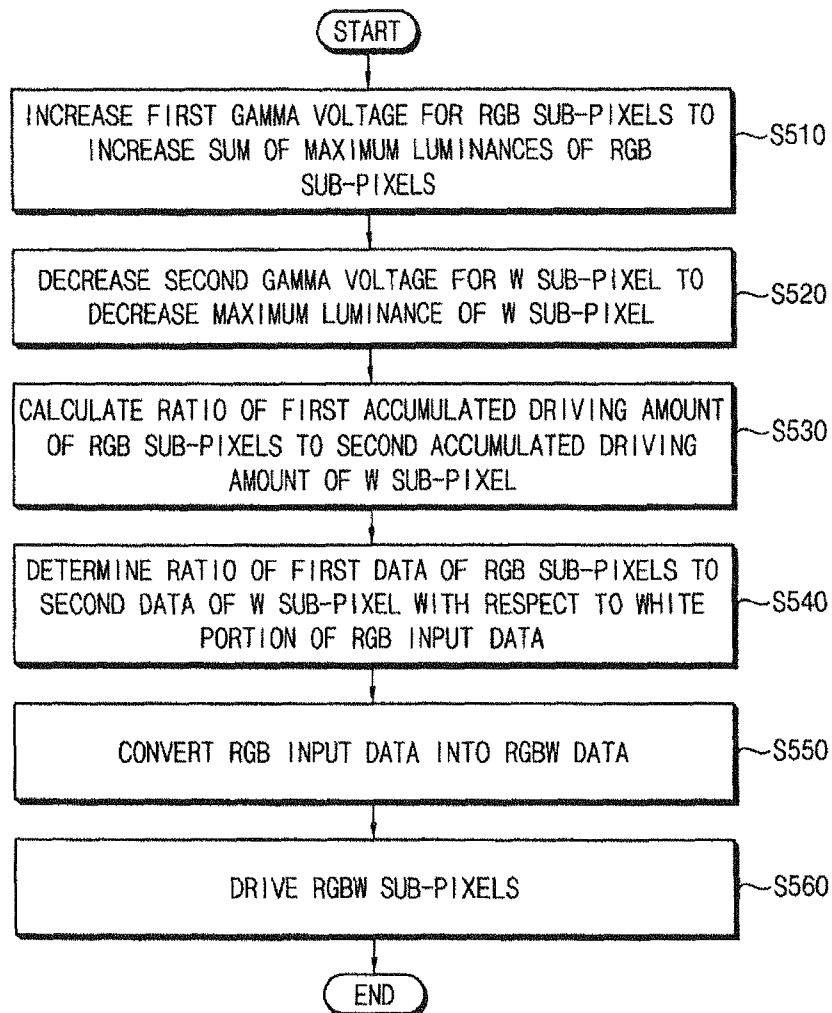 START
INCREASE FIRST GAMMA VOLTAGE FOR RGB SUB-PIXELS TO
INCREASE SUM OF MAXIMUM LUMINANCES OF RGB
SUB-PIXELS
S510
DECREASE SECOND GAMMA VOLTAGE FOR W SUB-PIXEL TO
DECREASE MAXIMUM LUMINANCE OF W SUB-PIXEL
S520
CALCULATE RATIO OF FIRST ACCUMULATED DRIVING AMOUNT
OF RGB SUB-PIXELS TO SECOND ACCUMULATED DRIVING
AMOUNT OF W SUB-PIXEL
S530
DETERMINE RATIO OF FIRST DATA OF RGB SUB-PIXELS TO
SECOND DATA OF W SUB-PIXEL WITH RESPECT TO WHITE
PORTION OF RGB INPUT DATA
S540
CONVERT RGB INPUT DATA INTO RGBW DATA
S550
DRIVE RGBW SUB-PIXELS
S560
END